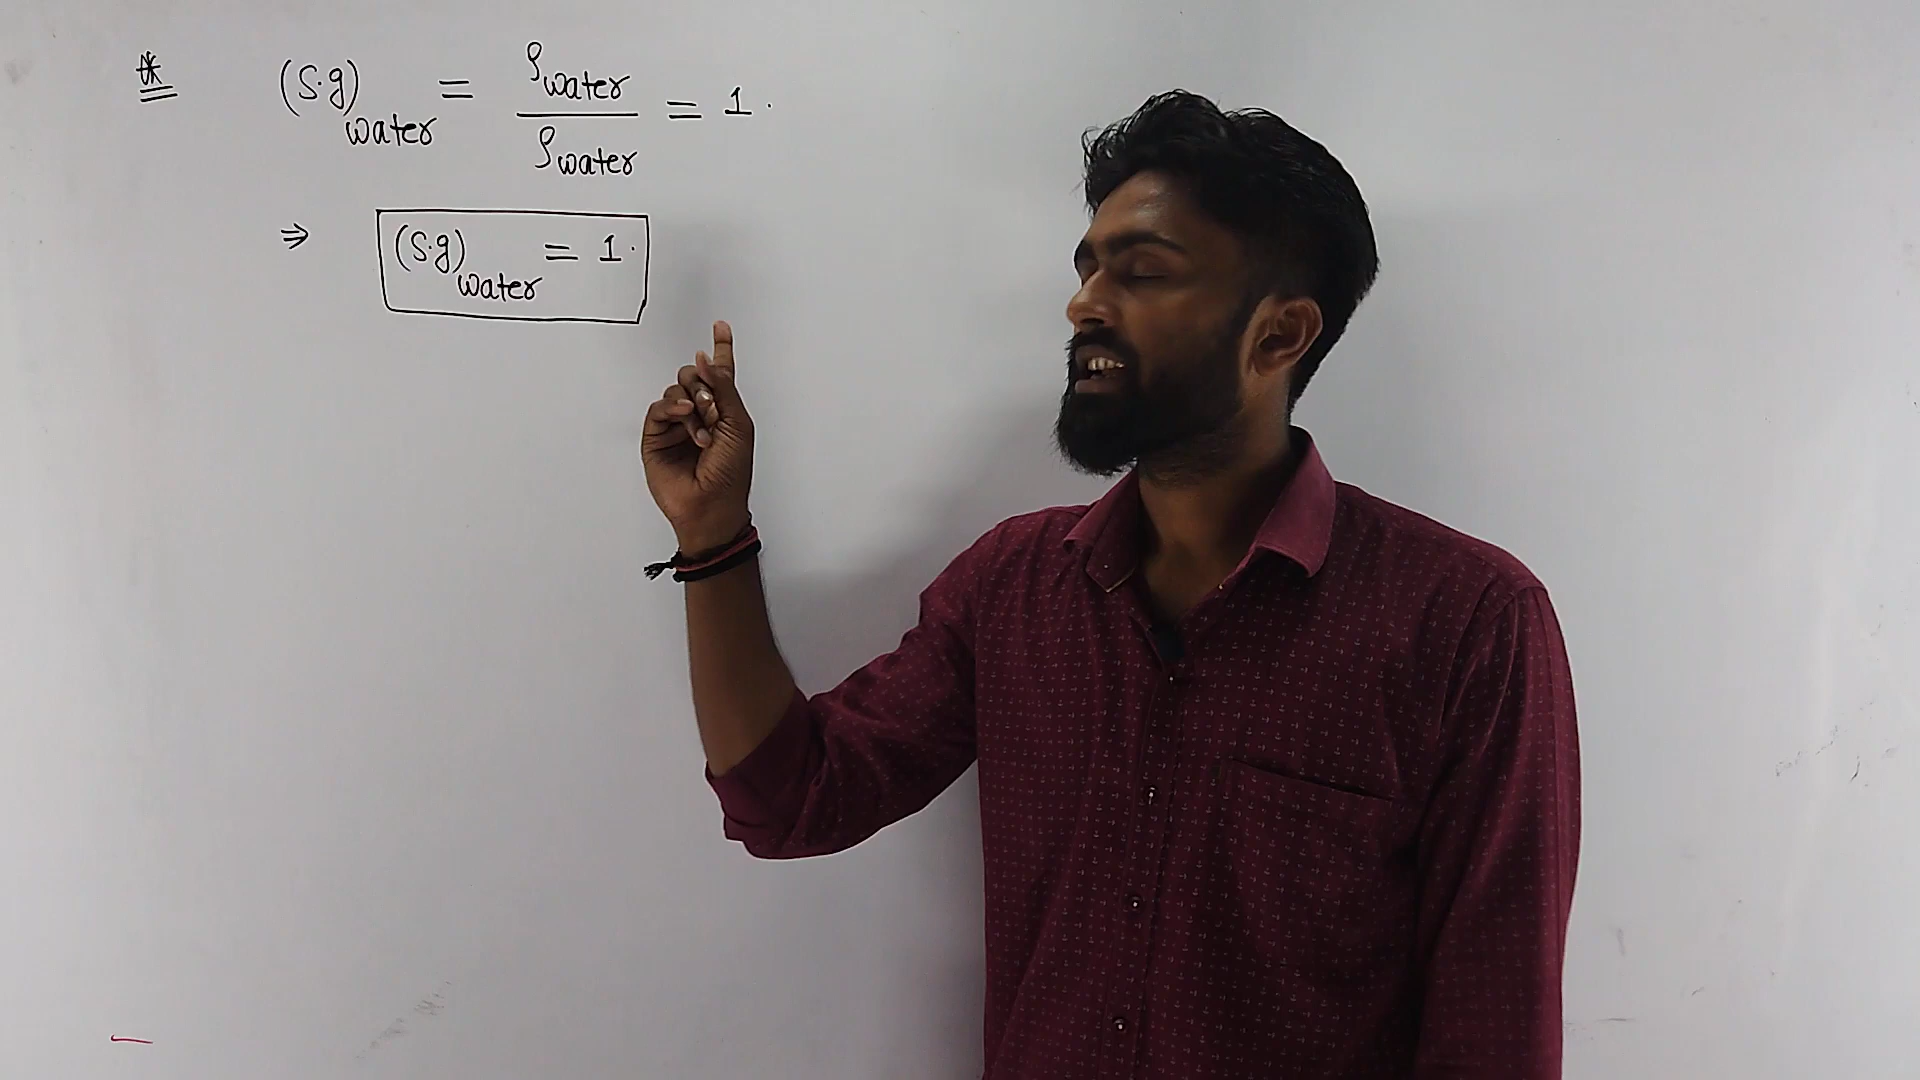 * (S.g)water = ρwater / ρwater = 1.
⇒ (S.g)water = 1.